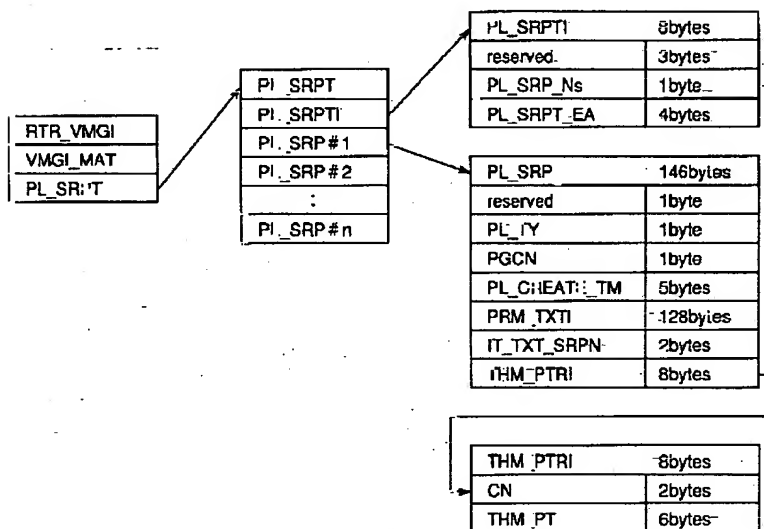 RTR_VMGI
VMGI_MAT
PL_SRPT
PL_SRPT
PL_SRPTI
PL_SRP#1
PL_SRP#2
:
PL_SRP#n
PL_SRPTI 8bytes
reserved 3bytes
PL_SRP_Ns 1byte
PL_SRPT_EA 4bytes
PL_SRP 146bytes
reserved 1byte
PL_TY 1byte
PGCN 1byte
PL_CREATE_TM 5bytes
PRM_TXTI 128bytes
IT_TXT_SRPN 2bytes
THM_PTRI 8bytes
THM_PTRI 8bytes
CN 2bytes
THM_PT 6bytes